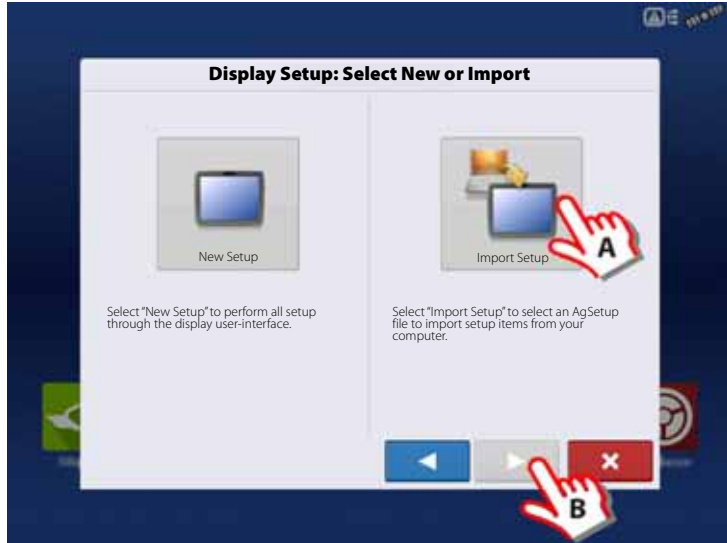 Display Setup: Select New or Import
New Setup
Import Setup
A
Select "New Setup" to perform all setup
through the display user-interface.
Select "Import Setup" to select an AgSetup
file to import setup items from your
computer.
B